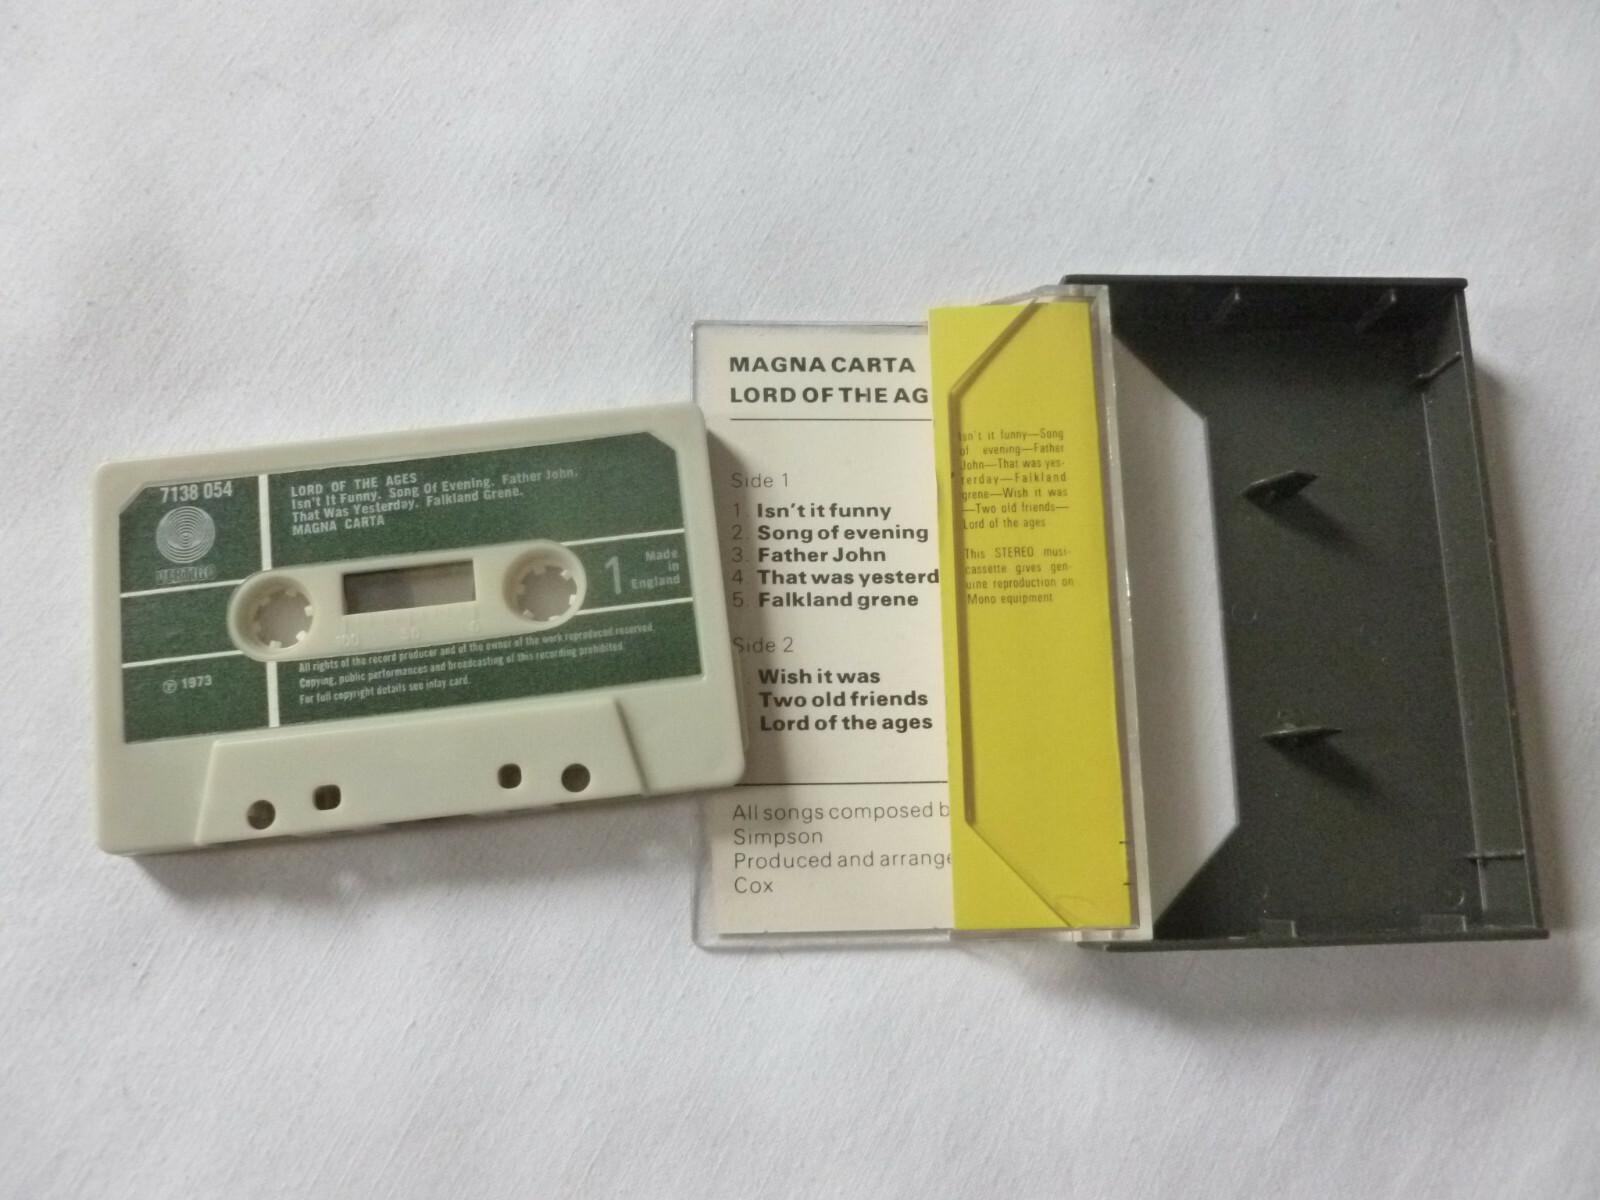 7138 054
VERTIGO
LORD OF THE AGES
Isn't It Funny. Song Of Evening. Father John.
That Was Yesterday. Falkland Grene.
MAGNA CARTA
1
Made
in
England
100 50 0
℗ 1973
All rights of the record producer and of the owner of the work reproduced reserved.
Copying, public performances and broadcasting of this recording prohibited.
For full copyright details see inlay card.
MAGNA CARTA
LORD OF THE AG
Side 1
1. Isn't it funny
2. Song of evening
3. Father John
4 That was yesterd
5. Falkland grene
Side 2
Wish it was
Two old friends
Lord of the ages
All songs composed b
Simpson
Produced and arrange
Cox
Isn't it funny—Song
of evening—Father
John—That was yes-
terday—Falkland
grene—Wish it was
—Two old friends—
Lord of the ages
This STEREO musi-
cassette gives gen-
uine reproduction on
Mono equipment